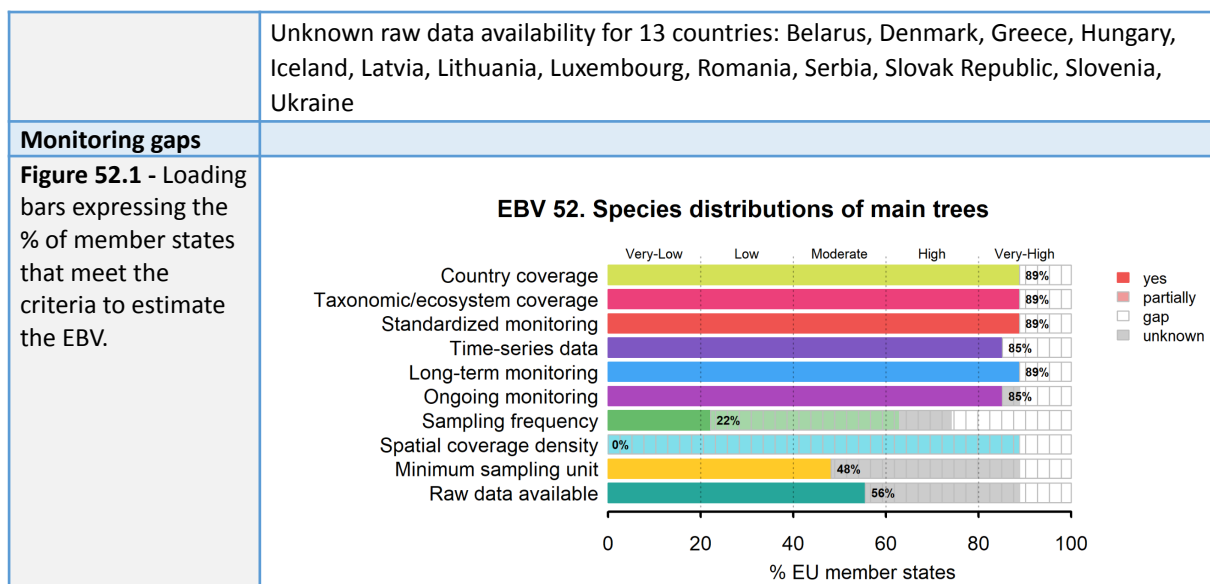 Unknown raw data availability for 13 countries: Belarus, Denmark, Greece, Hungary,
Iceland, Latvia, Lithuania, Luxembourg, Romania, Serbia, Slovak Republic, Slovenia,
Ukraine
Monitoring gaps
Figure 52.1 - Loading
bars expressing the
% of member states
that meet the
criteria to estimate
the EBV.
EBV 52. Species distributions of main trees
Very-Low Low Moderate High Very-High
Country coverage 89%
Taxonomic/ecosystem coverage 89%
Standardized monitoring 89%
Time-series data 85%
Long-term monitoring 89%
Ongoing monitoring 85%
Sampling frequency 22%
Spatial coverage density 0%
Minimum sampling unit 48%
Raw data available 56%
yes
partially
gap
unknown
0 20 40 60 80 100
% EU member states